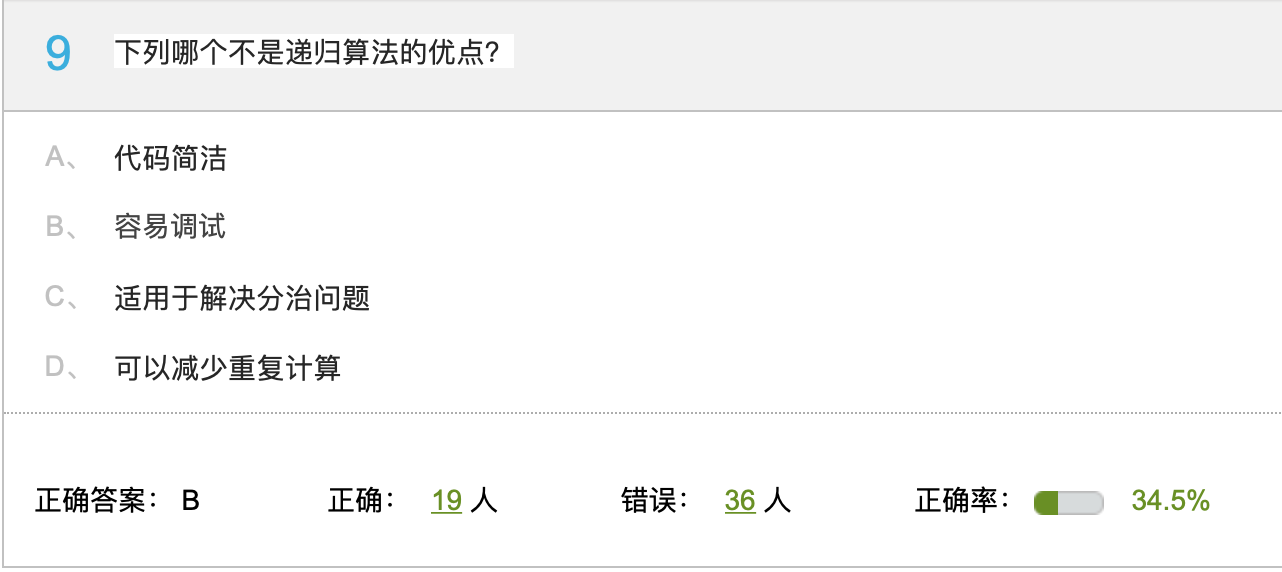 9 下列哪个不是递归算法的优点？
A、 代码简洁
B、 容易调试
C、 适用于解决分治问题
D、 可以减少重复计算
正确答案： B 正确： 19 人 错误： 36 人 正确率： 34.5%